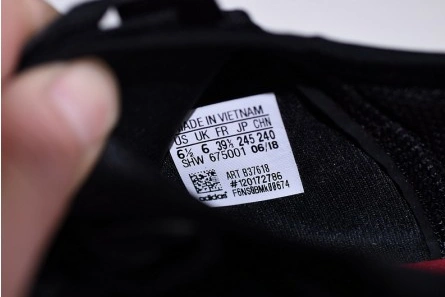 MADE IN VIETNAM
US UK FR JP CHN
6½ 6 39⅓ 245 240
SHW 675001 06/18
ART B37618
#120172786
adidas